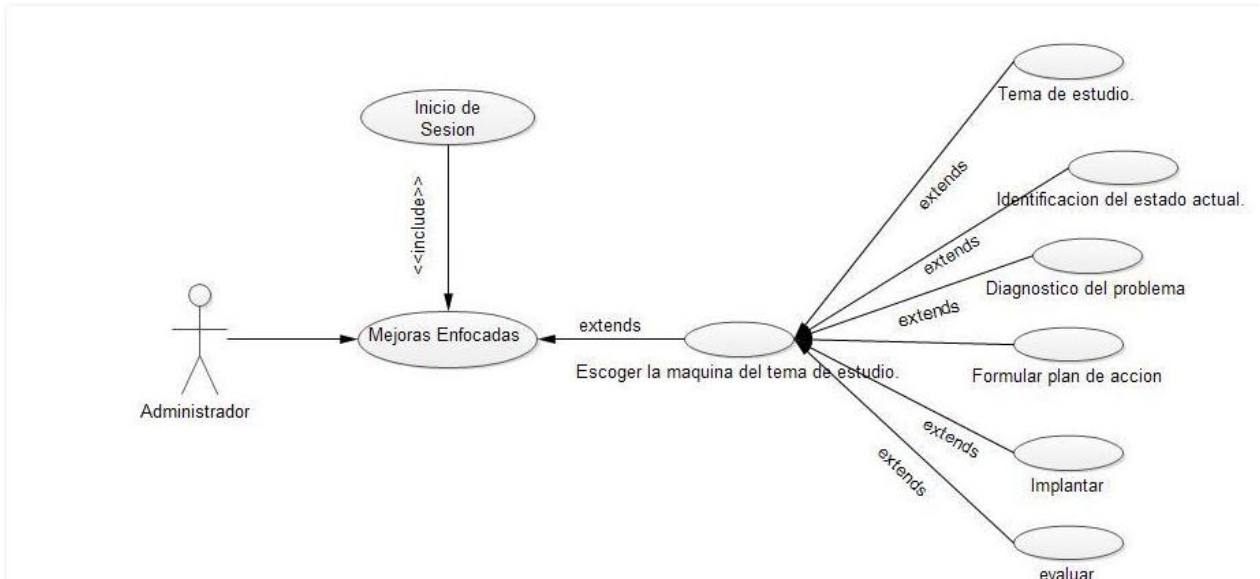 Tema de estudio.
Inicio de
Sesion
extends
Identificacion del estado actual.
<<include>>
extends
Diagnostico del problema
extends
Mejoras Enfocadas
extends
Escoger la maquina del tema de estudio.
Formular plan de accion
Administrador
extends
extends
Implantar
evaluar